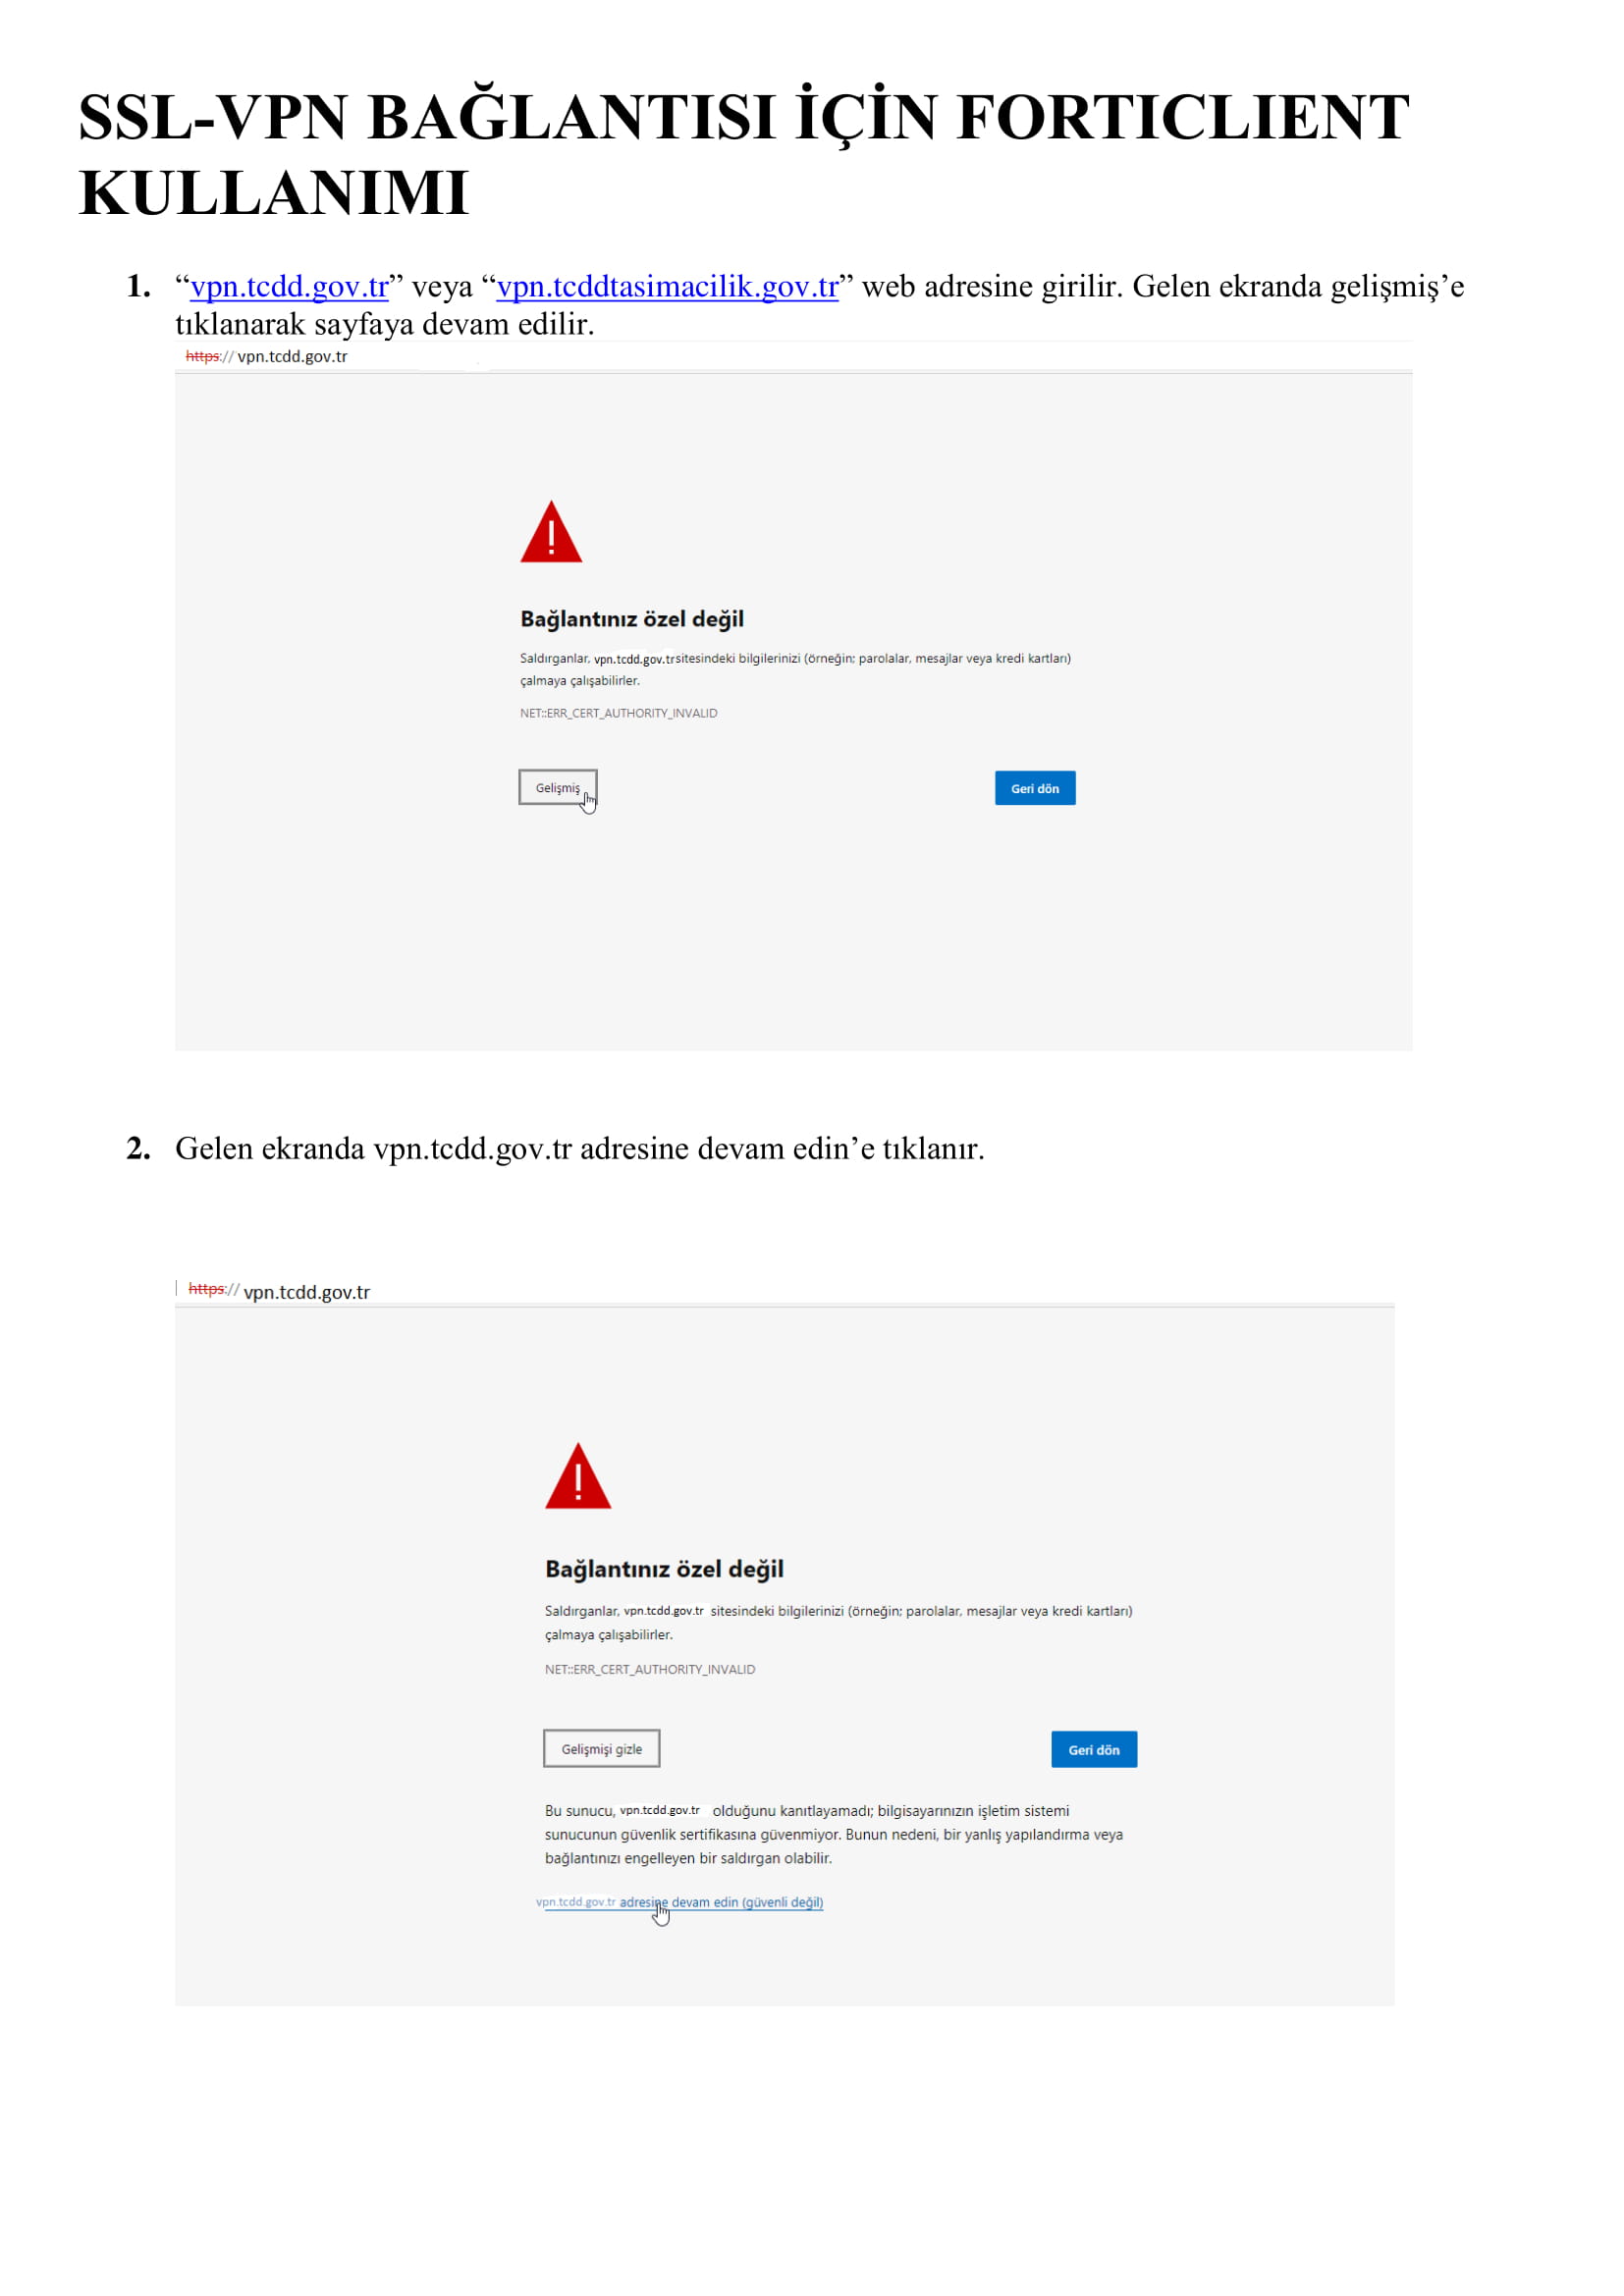 SSL-VPN BAĞLANTISI İÇİN FORTICLIENT
KULLANIMI
1. “vpn.tcdd.gov.tr” veya “vpn.tcddtasimacilik.gov.tr” web adresine girilir. Gelen ekranda gelişmiş’e
tıklanarak sayfaya devam edilir.
https:// vpn.tcdd.gov.tr
!
Bağlantınız özel değil
Saldırganlar, vpn.tcdd.gov.tr sitesindeki bilgilerinizi (örneğin; parolalar, mesajlar veya kredi kartları)
çalmaya çalışabilirler.
NET::ERR_CERT_AUTHORITY_INVALID
Gelişmiş Geri dön
2. Gelen ekranda vpn.tcdd.gov.tr adresine devam edin’e tıklanır.
https:// vpn.tcdd.gov.tr
!
Bağlantınız özel değil
Saldırganlar, vpn.tcdd.gov.tr sitesindeki bilgilerinizi (örneğin; parolalar, mesajlar veya kredi kartları)
çalmaya çalışabilirler.
NET::ERR_CERT_AUTHORITY_INVALID
Gelişmişi gizle Geri dön
Bu sunucu, vpn.tcdd.gov.tr olduğunu kanıtlayamadı; bilgisayarınızın işletim sistemi
sunucunun güvenlik sertifikasına güvenmiyor. Bunun nedeni, bir yanlış yapılandırma veya
bağlantınızı engelleyen bir saldırgan olabilir.
vpn.tcdd.gov.tr adresine devam edin (güvenli değil)